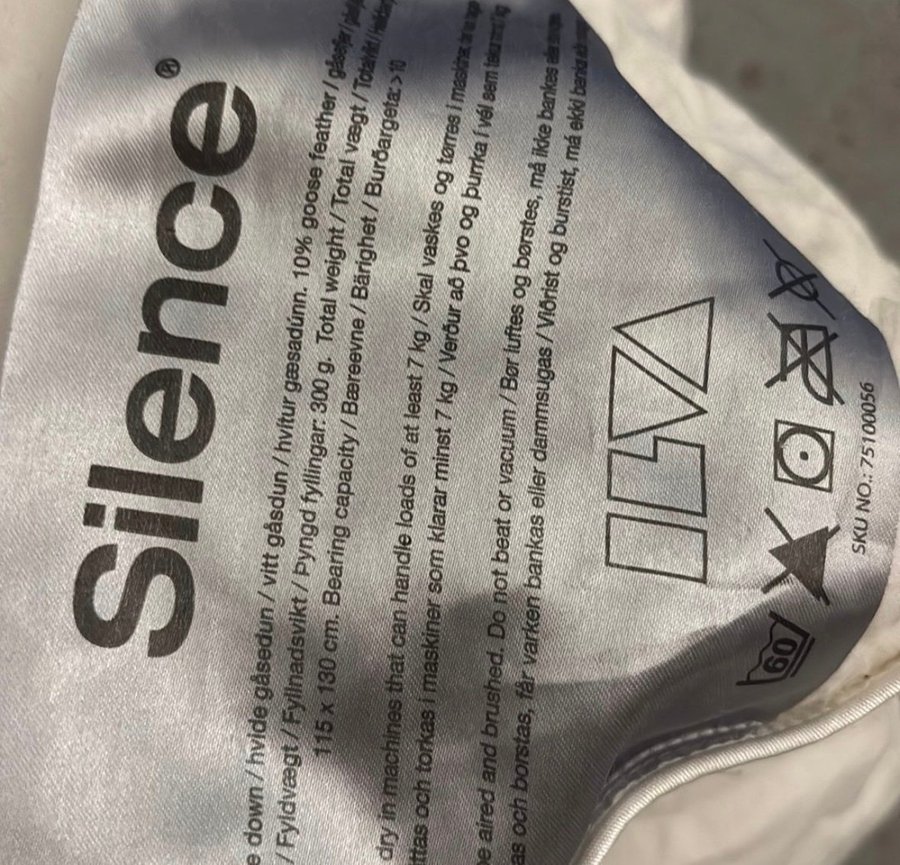 Silence®
down / hvide gåsedun / vitt gåsdun / hvítur gæsadúnn. 10% goose feather /
/ Fyldvægt / Fyllnadsvikt / Þyngd fyllingar: 300 g. Total weight / Total vægt / Totalvikt /
115 x 130 cm. Bearing capacity / Bæreevne / Bärighet / Burðargeta: > 10
dry in machines that can handle loads of at least 7 kg / Skal vaskes og tørres i
och torkas i maskiner som klarar minst 7 kg / Verður að þvo og þurrka í vél sem
aired and brushed. Do not beat or vacuum / Bør luftes og børstes, må ikke bankes
och borstas, får varken bankas eller dammsugas / Viðrist og burstist, má ekki banka
ILVA
60
SKU NO.: 75100056